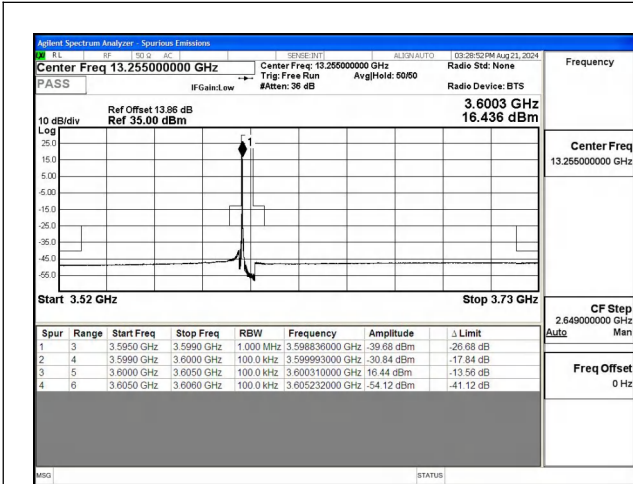 Agilent Spectrum Analyzer - Spurious Emissions
RL RF 50 Ω AC SENSE:INT ALIGN AUTO 03:28:52 PM Aug 21, 2024
Center Freq 13.255000000 GHz
Center Freq: 13.255000000 GHz Radio Std: None
Trig: Free Run Avg|Hold: 50/50
PASS IFGain:Low #Atten: 36 dB Radio Device: BTS
Ref Offset 13.86 dB 3.6003 GHz
10 dB/div Ref 35.00 dBm 16.436 dBm
Log
1
25.0
15.0
5.00
-5.00
-15.0
-25.0
-35.0
-45.0
-55.0
Start 3.52 GHz Stop 3.73 GHz
Spur Range Start Freq Stop Freq RBW Frequency Amplitude Δ Limit
1 3 3.5950 GHz 3.5990 GHz 1.000 MHz 3.598836000 GHz -39.68 dBm -26.68 dB
2 4 3.5990 GHz 3.6000 GHz 100.0 kHz 3.599993000 GHz -30.84 dBm -17.84 dB
3 5 3.6000 GHz 3.6050 GHz 100.0 kHz 3.600310000 GHz 16.44 dBm -13.56 dB
4 6 3.6050 GHz 3.6060 GHz 100.0 kHz 3.605232000 GHz -54.12 dBm -41.12 dB
MSG STATUS
Frequency
Center Freq
13.255000000 GHz
CF Step
2.649000000 GHz
Auto Man
Freq Offset
0 Hz